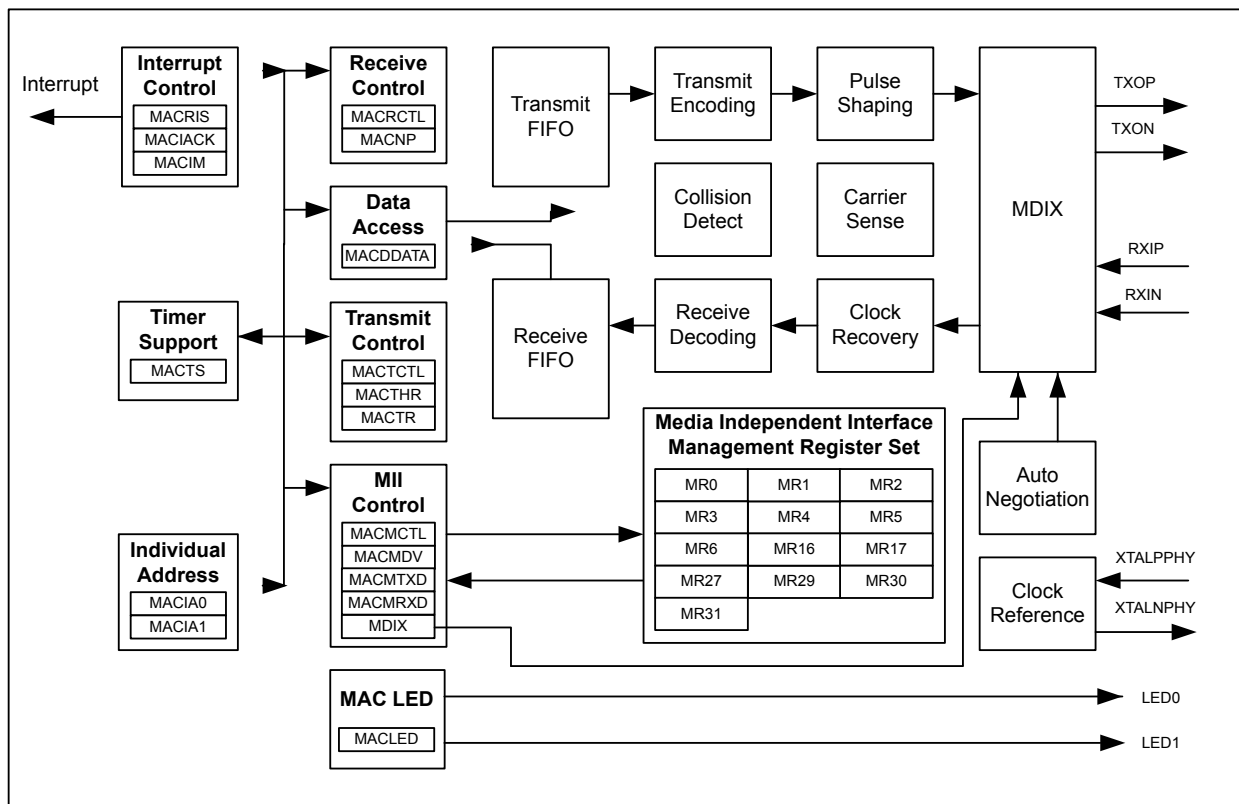 Interrupt
Interrupt
Control
MACRIS
MACIACK
MACIM
Timer
Support
MACTS
Individual
Address
MACIA0
MACIA1
Receive
Control
MACRCTL
MACNP
Data
Access
MACDDATA
Transmit
Control
MACTCTL
MACTHR
MACTR
MII
Control
MACMCTL
MACMDV
MACMTXD
MACMRXD
MDIX
MAC LED
MACLED
Transmit
FIFO
Receive
FIFO
Transmit
Encoding
Pulse
Shaping
Collision
Detect
Carrier
Sense
Receive
Decoding
Clock
Recovery
MDIX
TXOP
TXON
RXIP
RXIN
Media Independent Interface
Management Register Set
MR0 MR1 MR2
MR3 MR4 MR5
MR6 MR16 MR17
MR27 MR29 MR30
MR31
Auto
Negotiation
Clock
Reference
XTALPPHY
XTALNPHY
LED0
LED1